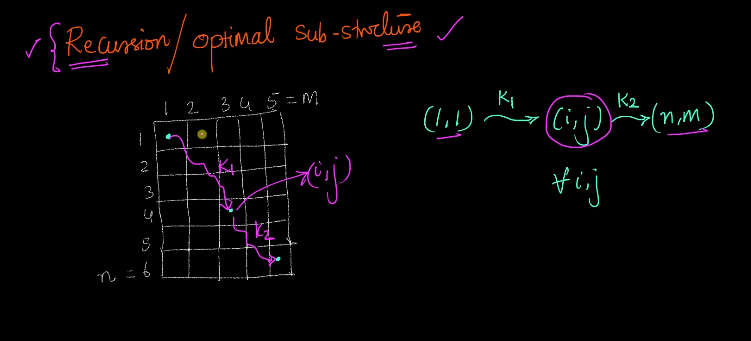 ✓ { Recursion / optimal sub-structure ✓
1 2 3 4 5 = M
1
2
3
4
5
n = 6
K1
K2
(i,j)
(1,1) K1 → (i,j) K2 → (n,m)
∀ i,j